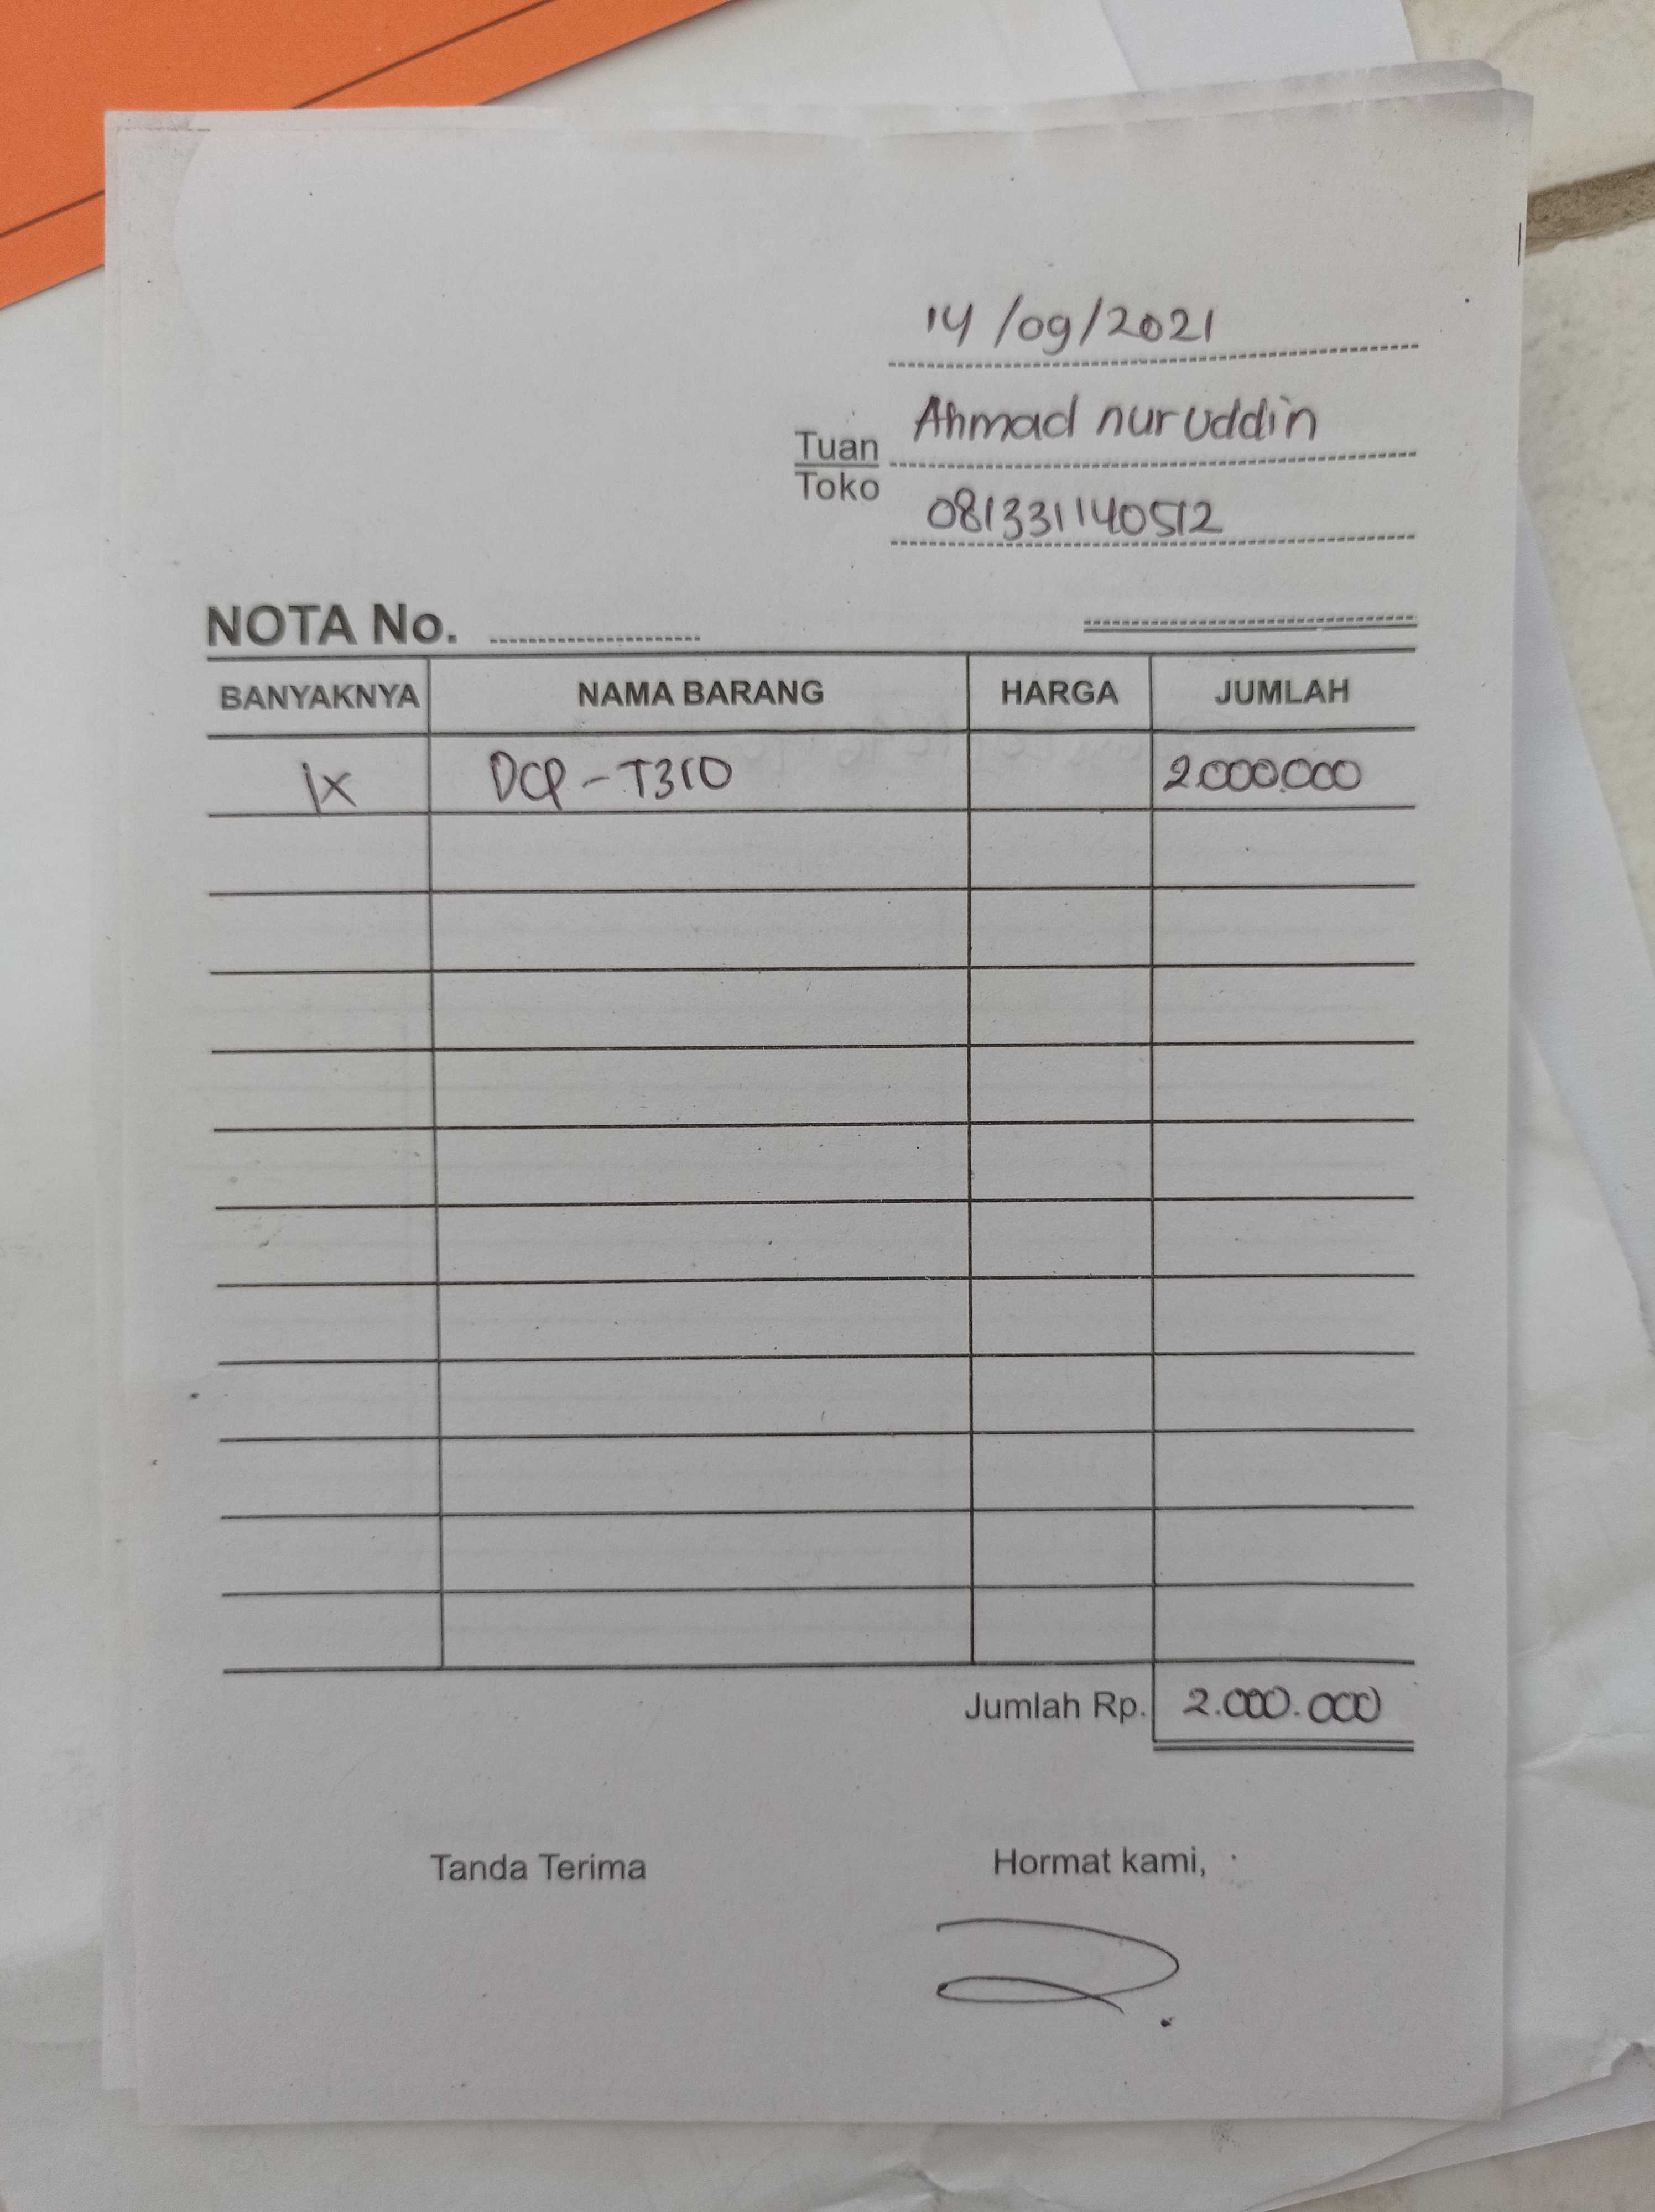 14/09/2021
Ahmad nuruddin
Tuan
Toko
081331140512
NOTA No.
BANYAKNYA NAMA BARANG HARGA JUMLAH
1x DCP-T310 2.000.000
Jumlah Rp. 2.000.000
Tanda Terima Hormat kami,